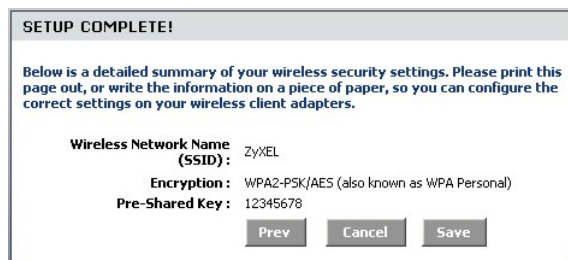 SETUP COMPLETE!
Below is a detailed summary of your wireless security settings. Please print this
page out, or write the information on a piece of paper, so you can configure the
correct settings on your wireless client adapters.
Wireless Network Name
(SSID) : ZyXEL
Encryption : WPA2-PSK/AES (also known as WPA Personal)
Pre-Shared Key : 12345678
Prev Cancel Save